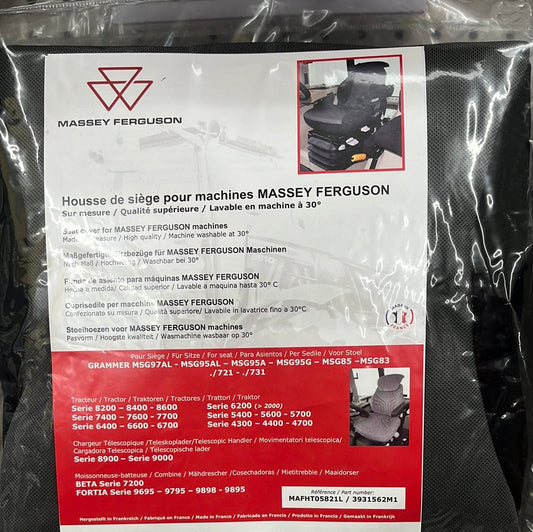 MASSEY FERGUSON
Housse de siège pour machines MASSEY FERGUSON
Sur mesure / Qualité supérieure / Lavable en machine à 30°
Seat cover for MASSEY FERGUSON machines
Made to measure / High quality / Machine washable at 30°
Maßgefertigte Sitzbezüge für MASSEY FERGUSON Maschinen
Nach Maß / Hochwertig / Waschbar bei 30°
Funda de asiento para máquinas MASSEY FERGUSON
Hecha a medida/ Calidad superior / Lavable a maquina hasta 30° C
Coprisedile per macchine MASSEY FERGUSON
Confezionato su misura / Qualità superiore/ Lavabile in lavatrice fino a 30°C
Stoelhoezen voor MASSEY FERGUSON machines
Pasvorm / Hoogste kwaliteit / Wasmachine wasbaar op 30°
MADE IN
FRANCE
Pour Siège / Für Sitze / For seat / Para Asientos / Per Sedile / Voor Stoel
GRAMMER MSG97AL - MSG95AL - MSG95A - MSG95G - MSG85 -MSG83
./721 - ./731
Tracteur / Tractor / Traktoren / Tractores / Trattori / Traktor
Serie 8200 – 8400 - 8600
Serie 6200 (> 2000)
Serie 7400 - 7600 - 7700
Serie 5400 - 5600 - 5700
Serie 6400 – 6600 - 6700
Serie 4300 – 4400 - 4700
Chargeur Télescopique /Teleskoplader/Telescopic Handler / Movimentatori telescopica/
Cargadora Telescopica / Telescopische lader
Serie 8900 – Serie 9000
Moissonneuse-batteuse / Combine / Mähdrescher /Cosechadoras / Mietitrebbie / Maaidorser
BETA Serie 7200
FORTIA Serie 9695 – 9795 – 9898 - 9895
Référence / Part number:
MAFHT05821L / 3931562M1
Hergestellt in Frankreich / Fabriqué en France / Made in France / Fabricado en Francia / Prodotto in Francia / Gemaakt in Frankrijk